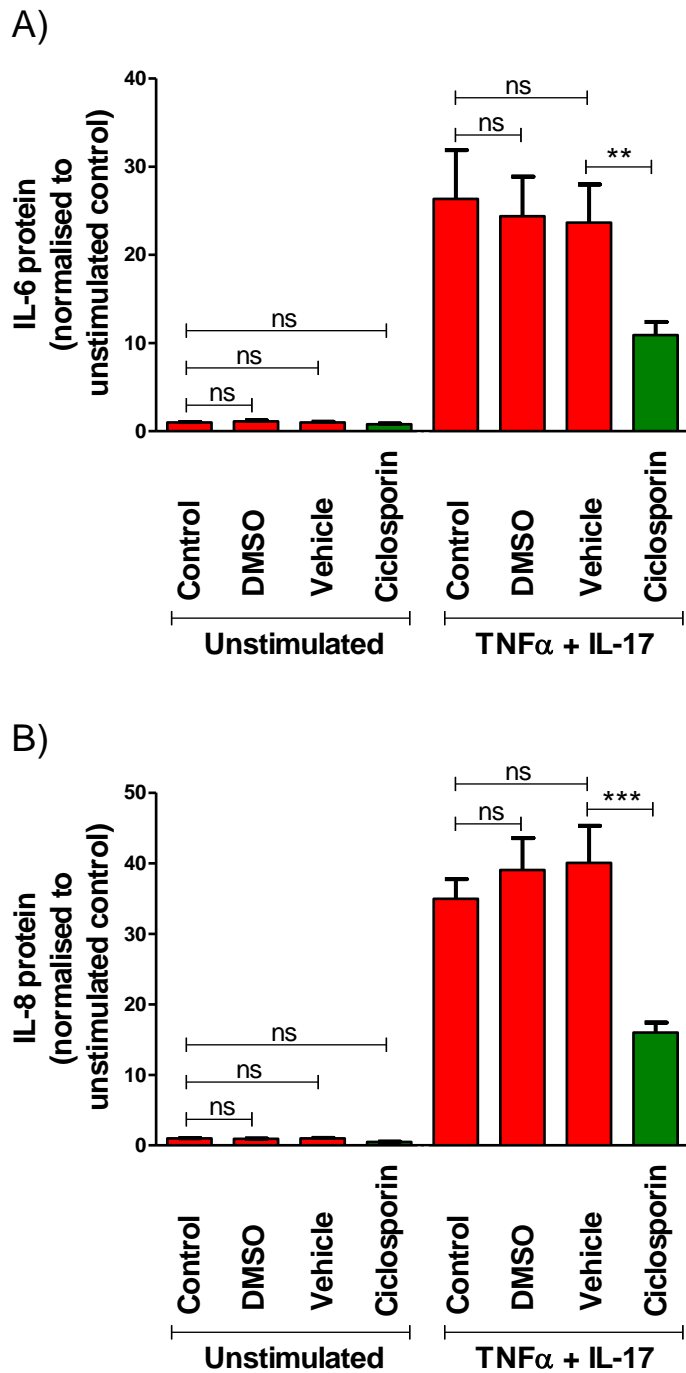 A)
IL-6 protein
(normalised to
unstimulated control)
40
30
20
10
0
ns
ns
**
ns
ns
ns
Control
DMSO
Vehicle
Ciclosporin
Control
DMSO
Vehicle
Ciclosporin
Unstimulated
TNFα + IL-17
B)
IL-8 protein
(normalised to
unstimulated control)
50
40
30
20
10
0
ns
ns
***
ns
ns
ns
Control
DMSO
Vehicle
Ciclosporin
Control
DMSO
Vehicle
Ciclosporin
Unstimulated
TNFα + IL-17